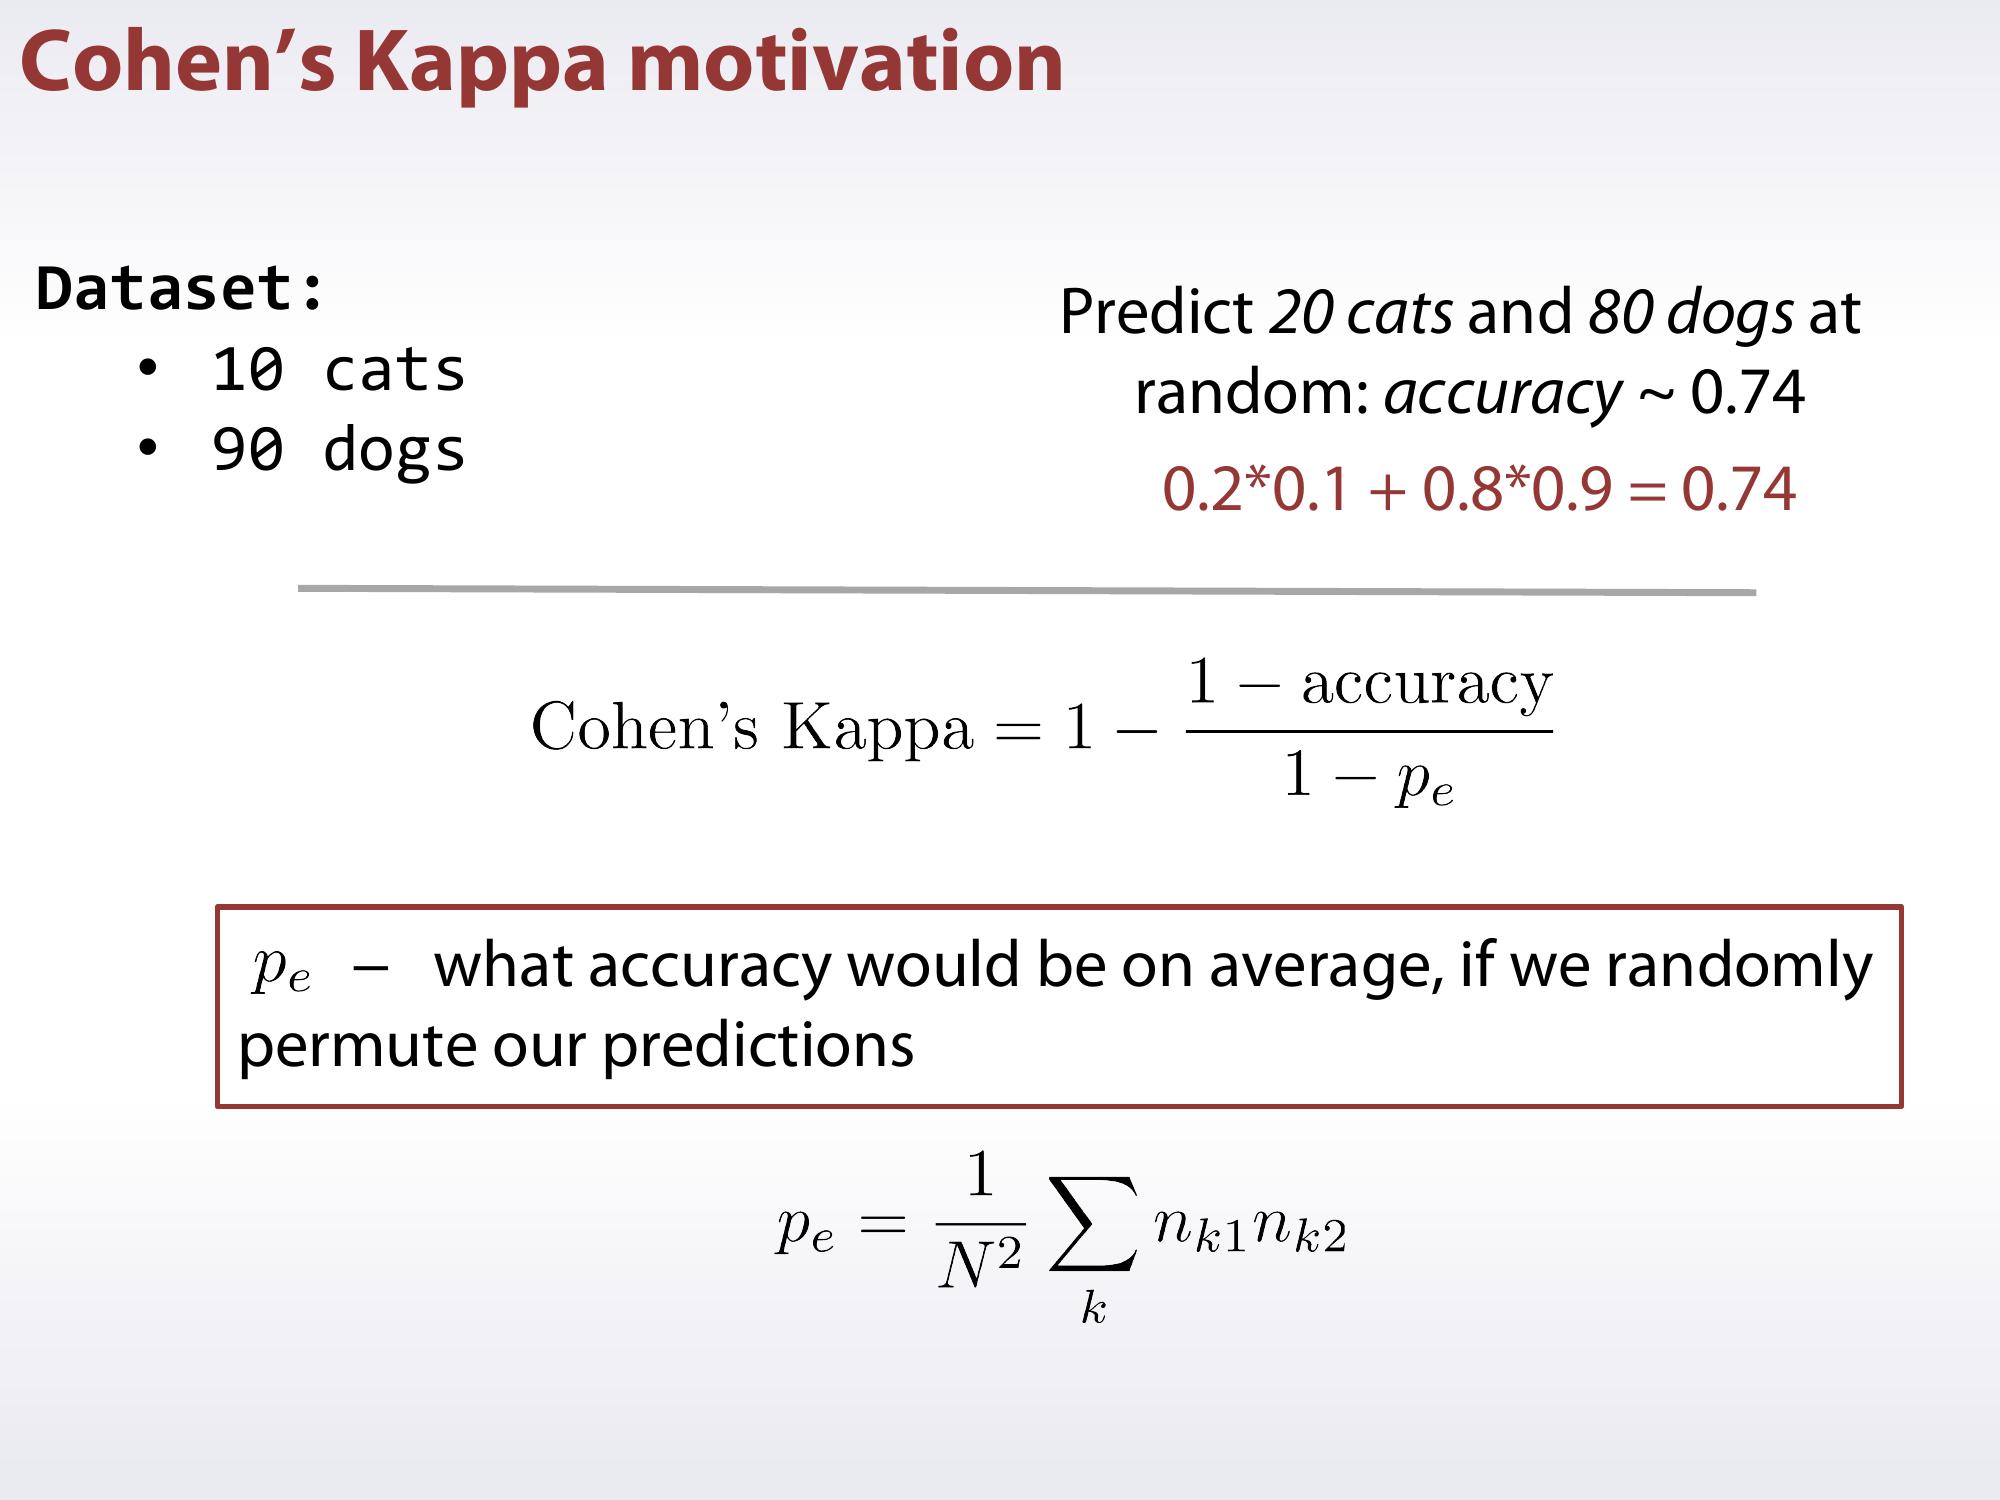 Cohen’s Kappa motivation
Dataset:
• 10 cats
• 90 dogs
Predict 20 cats and 80 dogs at
random: accuracy ~ 0.74
0.2*0.1 + 0.8*0.9 = 0.74
Cohen's Kappa = 1 − \frac{1 − accuracy}{1 − p_e}
p_e – what accuracy would be on average, if we randomly
permute our predictions
p_e = \frac{1}{N^2} \sum_k n_{k1} n_{k2}